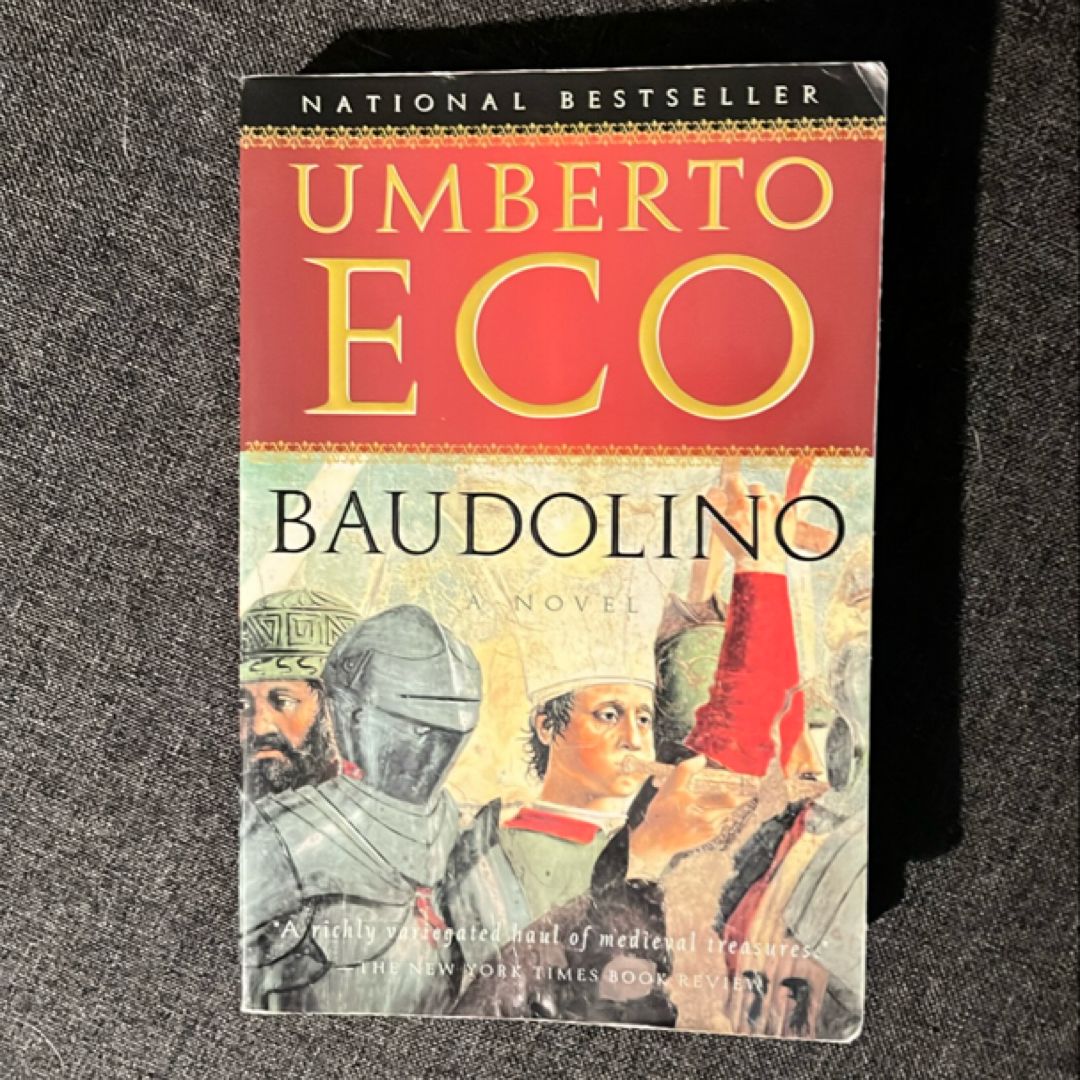 NATIONAL BESTSELLER
UMBERTO
ECO
BAUDOLINO
A NOVEL
"A richly variegated haul of medieval treasures."
—THE NEW YORK TIMES BOOK REVIEW